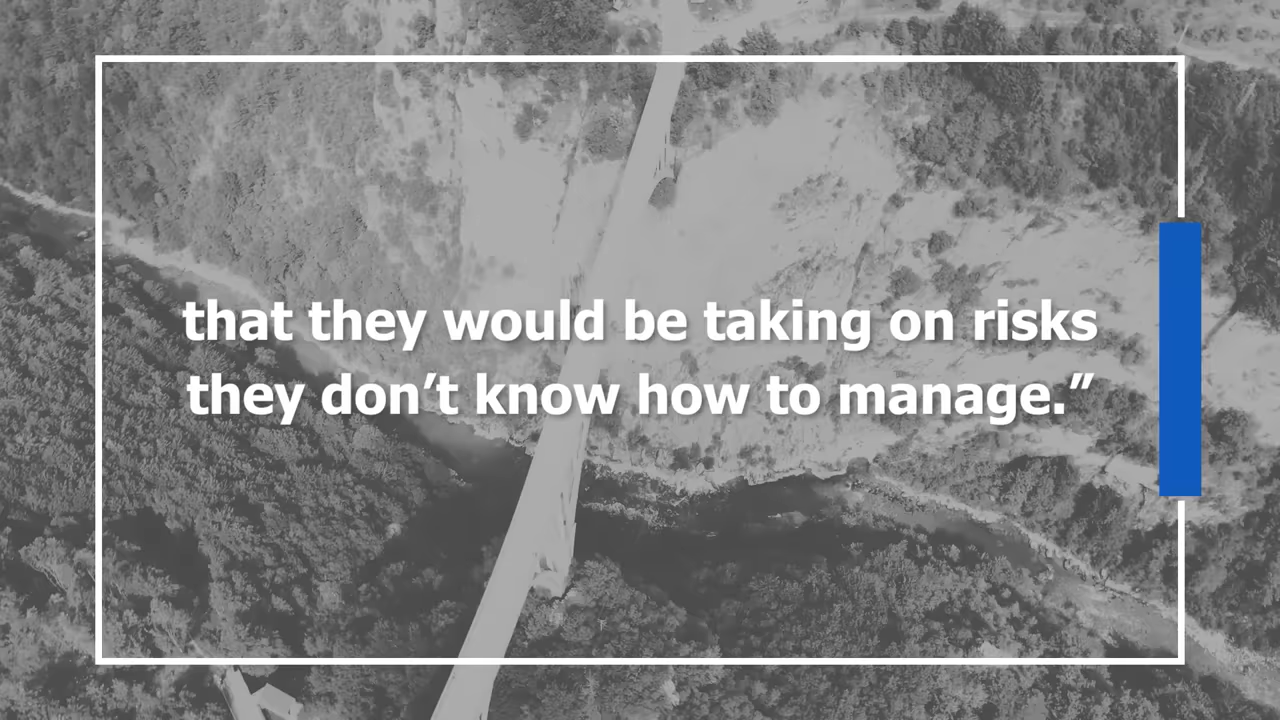 that they would be taking on risks
they don’t know how to manage.”